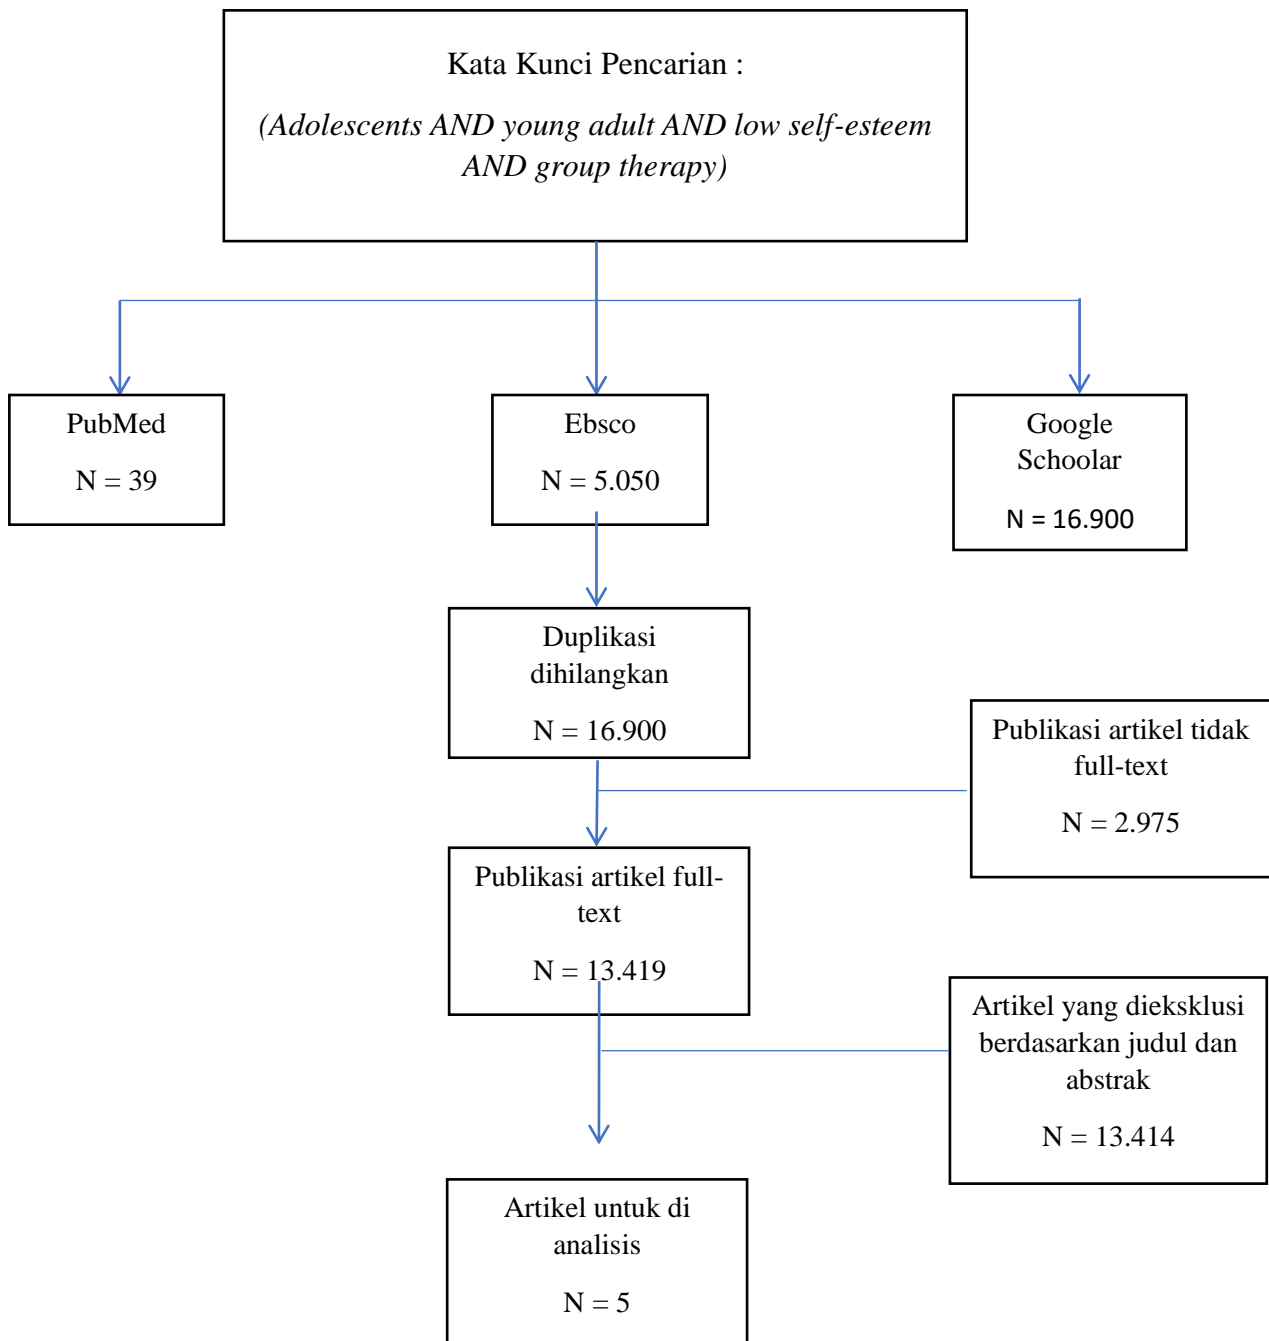 Kata Kunci Pencarian :
(Adolescents AND young adult AND low self-esteem
AND group therapy)
PubMed
N = 39
Ebsco
N = 5.050
Google
Schoolar
N = 16.900
Duplikasi
dihilangkan
N = 16.900
Publikasi artikel tidak
full-text
N = 2.975
Publikasi artikel full-
text
N = 13.419
Artikel yang dieksklusi
berdasarkan judul dan
abstrak
N = 13.414
Artikel untuk di
analisis
N = 5